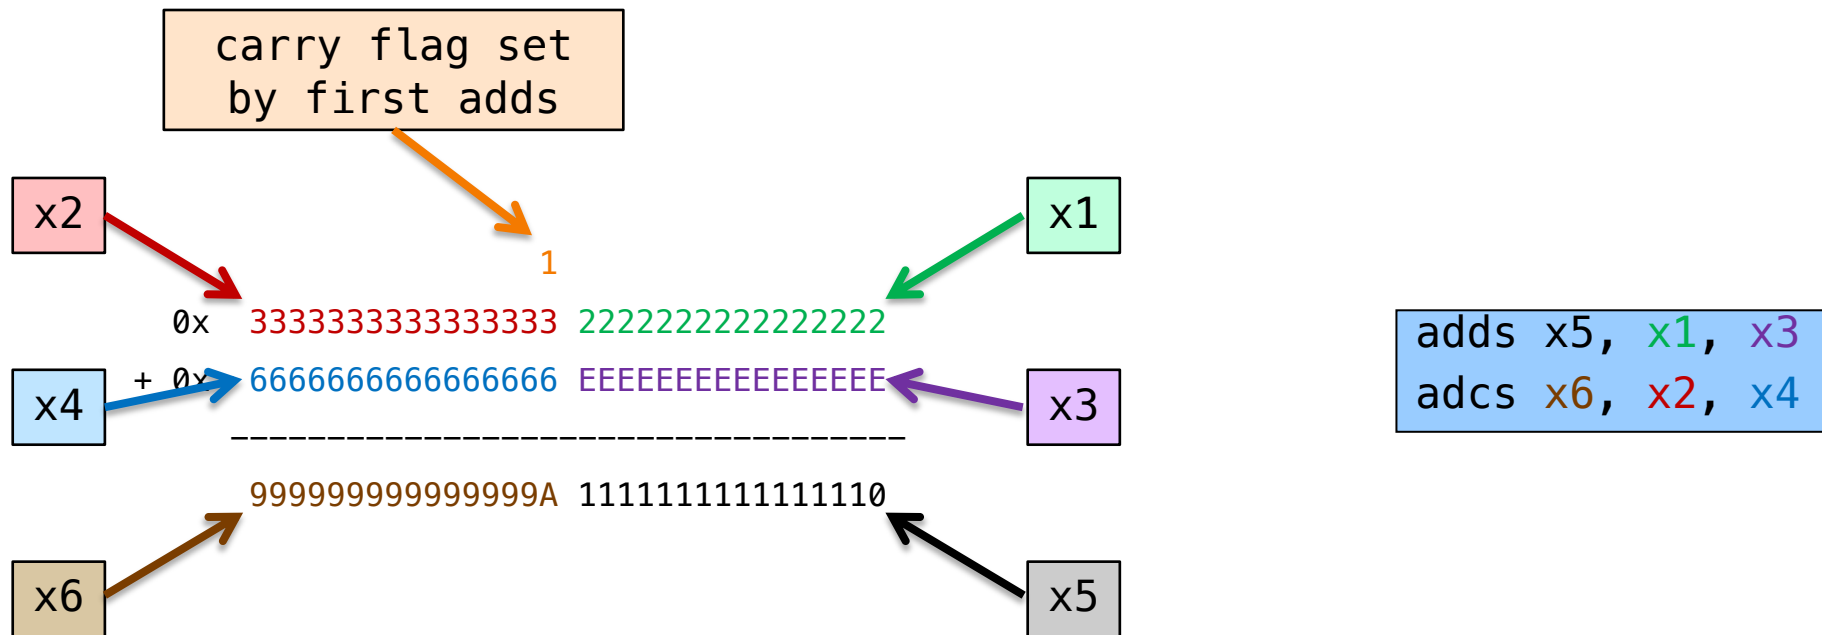 carry flag set
by first adds
x2
x1
1
0x 3333333333333333 2222222222222222
adds x5, x1, x3
+ 0x 6666666666666666 EEEEEEEEEEEEEEEE
adcs x6, x2, x4
x4
x3
-----------------------------------
999999999999999A 1111111111111110
x6
x5